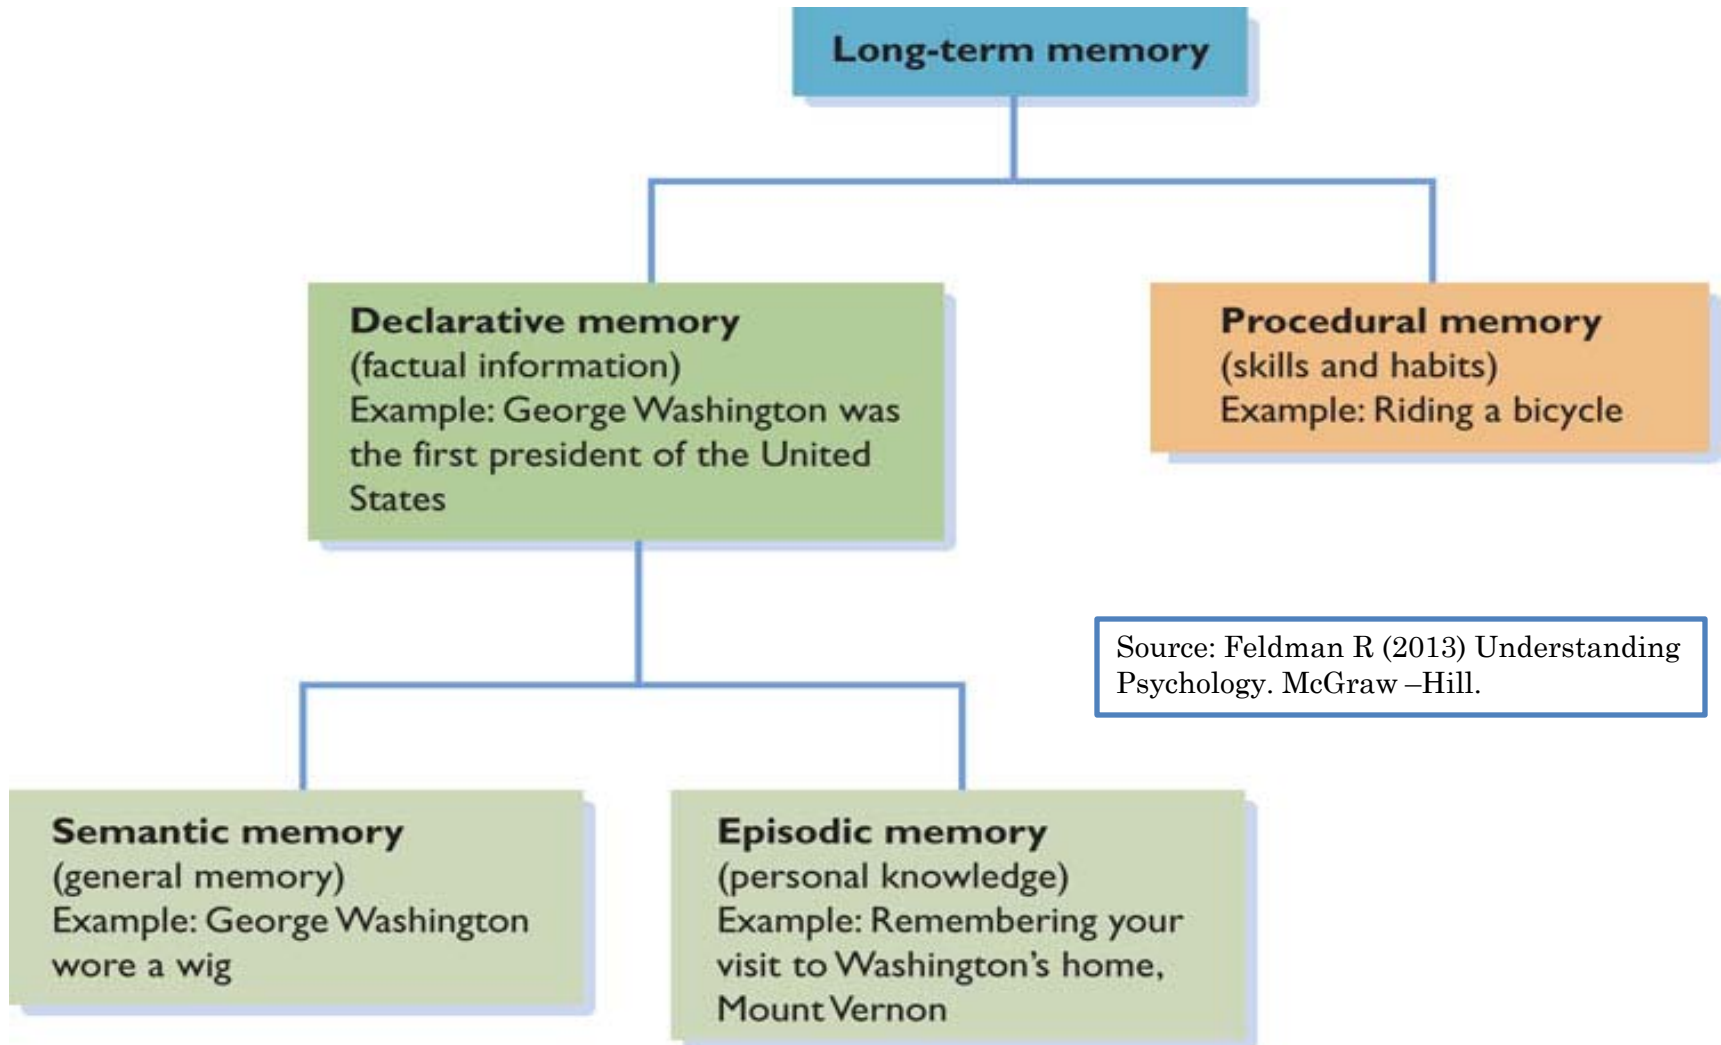 Long-term memory
Declarative memory
(factual information)
Example: George Washington was
the first president of the United
States
Procedural memory
(skills and habits)
Example: Riding a bicycle
Source: Feldman R (2013) Understanding
Psychology. McGraw –Hill.
Semantic memory
(general memory)
Example: George Washington
wore a wig
Episodic memory
(personal knowledge)
Example: Remembering your
visit to Washington’s home,
Mount Vernon